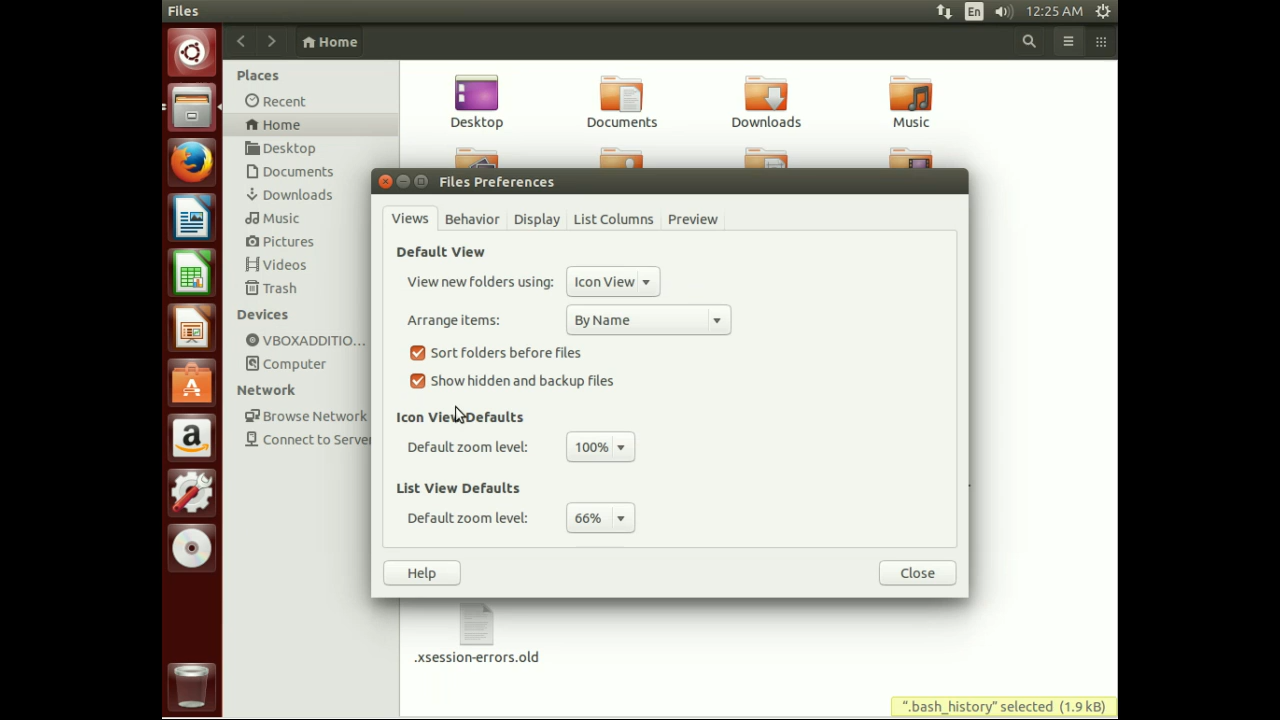 Files
En
12:25 AM
Home
Places
Recent
Home
Desktop
Documents
Downloads
Music
Pictures
Videos
Trash
Devices
VBOXADDITIO...
Computer
Network
Browse Network
Connect to Server
Desktop
Documents
Downloads
Music
Files Preferences
Views
Behavior
Display
List Columns
Preview
Default View
View new folders using: Icon View
Arrange items: By Name
Sort folders before files
Show hidden and backup files
Icon View Defaults
Default zoom level: 100%
List View Defaults
Default zoom level: 66%
Help
Close
.xsession-errors.old
“.bash_history” selected (1.9 kB)